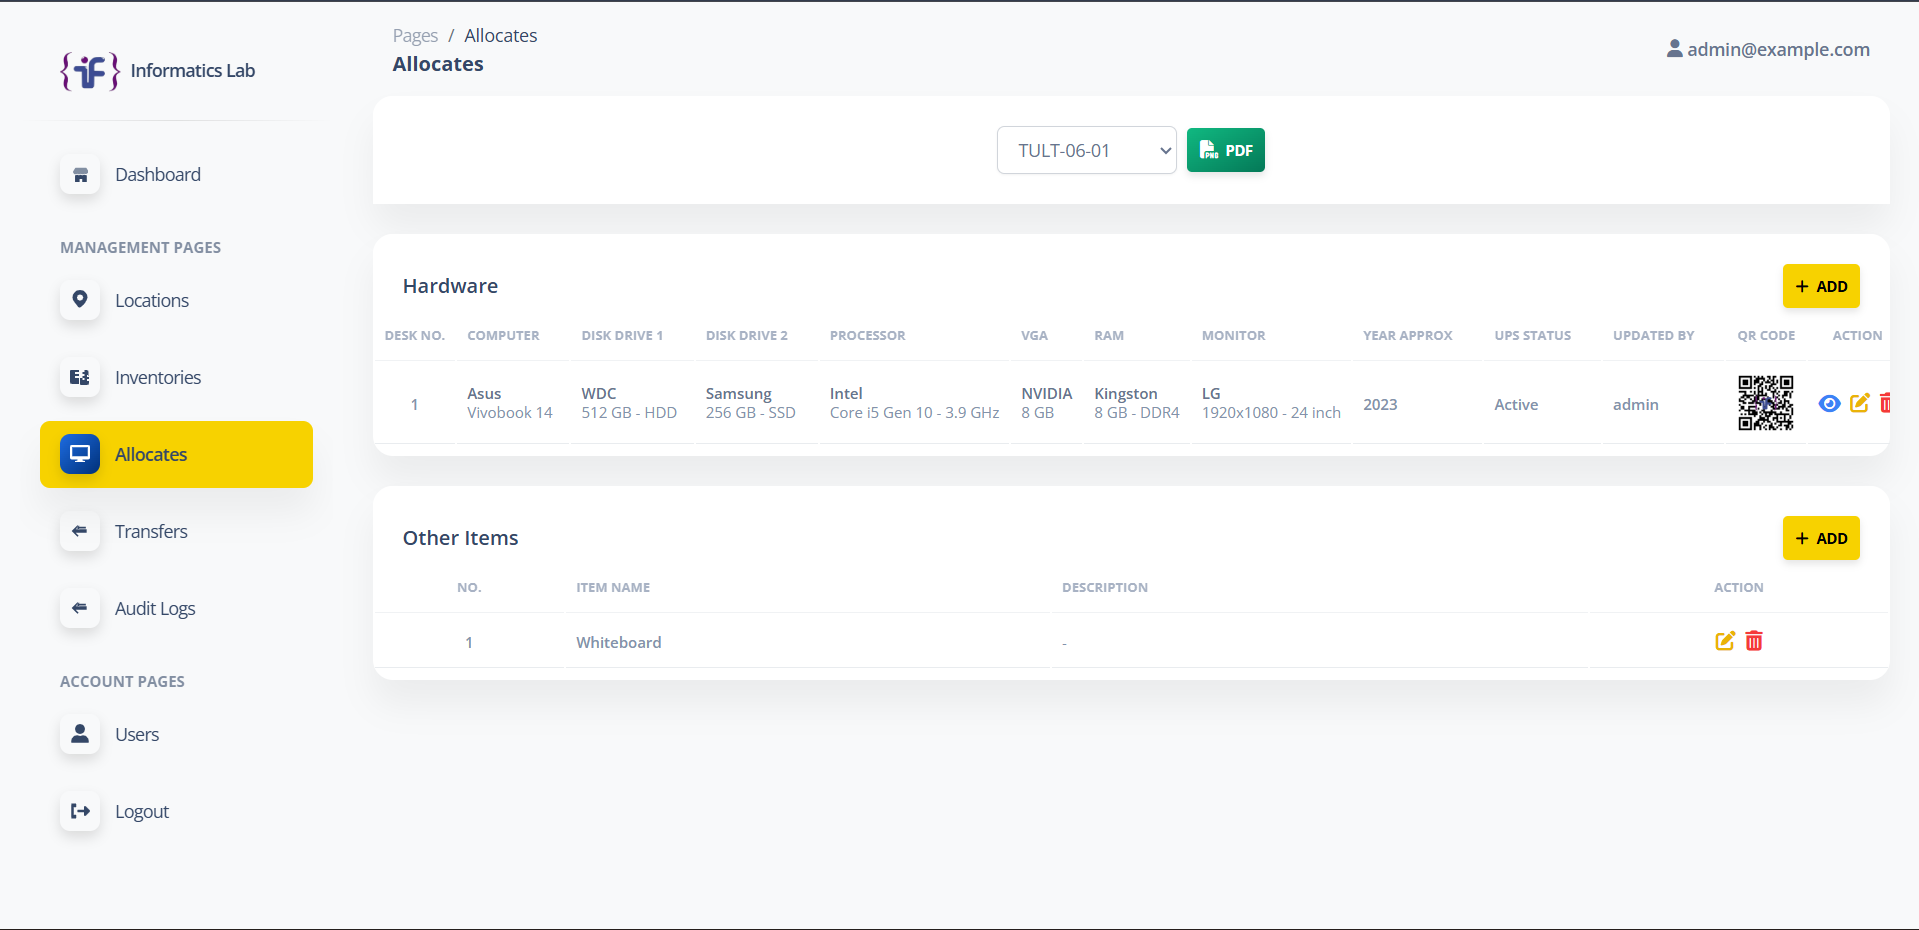 Pages / Allocates
Allocates
admin@example.com
Informatics Lab
Dashboard
MANAGEMENT PAGES
Locations
Inventories
Allocates
Transfers
Audit Logs
ACCOUNT PAGES
Users
Logout
TULT-06-01
PDF
Hardware
+ ADD
DESK NO. COMPUTER DISK DRIVE 1 DISK DRIVE 2 PROCESSOR VGA RAM MONITOR YEAR APPROX UPS STATUS UPDATED BY QR CODE ACTION
1 Asus WDC Samsung Intel NVIDIA Kingston LG 2023 Active admin
Vivobook 14 512 GB - HDD 256 GB - SSD Core i5 Gen 10 - 3.9 GHz 8 GB 8 GB - DDR4 1920x1080 - 24 inch
Other Items
+ ADD
NO. ITEM NAME DESCRIPTION ACTION
1 Whiteboard -